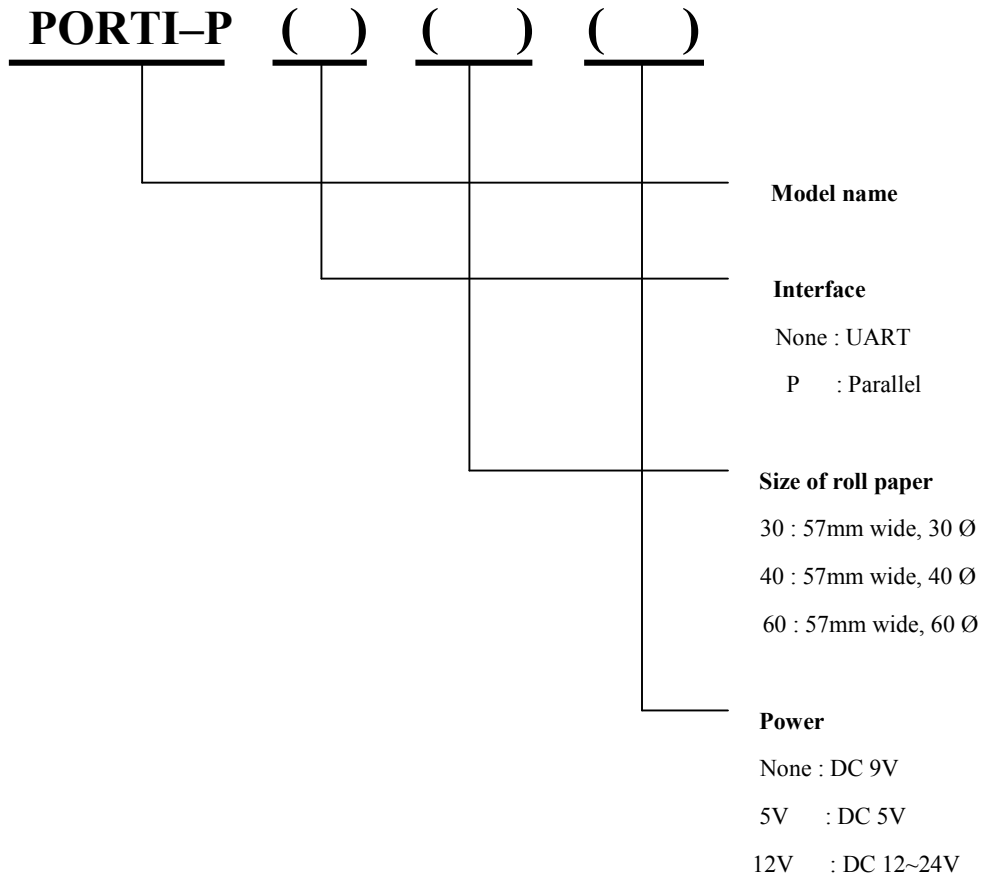 PORTI–P ( ) ( ) ( )
Model name
Interface
None : UART
P : Parallel
Size of roll paper
30 : 57mm wide, 30 Ø
40 : 57mm wide, 40 Ø
60 : 57mm wide, 60 Ø
Power
None : DC 9V
5V : DC 5V
12V : DC 12~24V